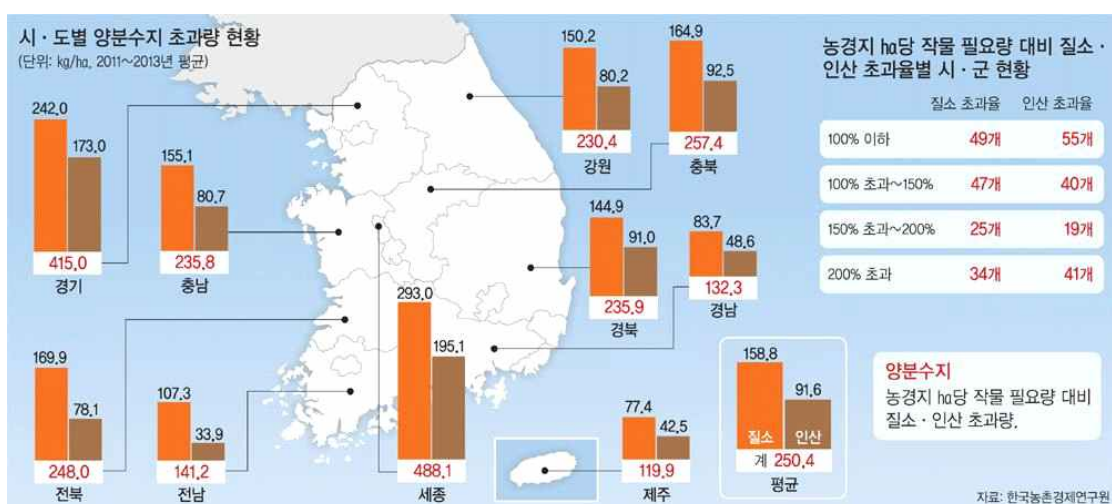 시·도별 양분수지 초과량 현황
(단위: kg/ha, 2011~2013년 평균)
242.0
173.0
415.0
경기
155.1
80.7
235.8
충남
150.2
80.2
230.4
강원
164.9
92.5
257.4
충북
144.9
91.0
235.9
경북
83.7
48.6
132.3
경남
169.9
78.1
248.0
전북
107.3
33.9
141.2
전남
293.0
195.1
488.1
세종
77.4
42.5
119.9
제주
158.8
91.6
질소 인산
계 250.4
평균
농경지 ha당 작물 필요량 대비 질소·
인산 초과율별 시·군 현황
질소 초과율 인산 초과율
100% 이하 49개 55개
100% 초과~150% 47개 40개
150% 초과~200% 25개 19개
200% 초과 34개 41개
양분수지
농경지 ha당 작물 필요량 대비
질소·인산 초과량.
자료: 한국농촌경제연구원